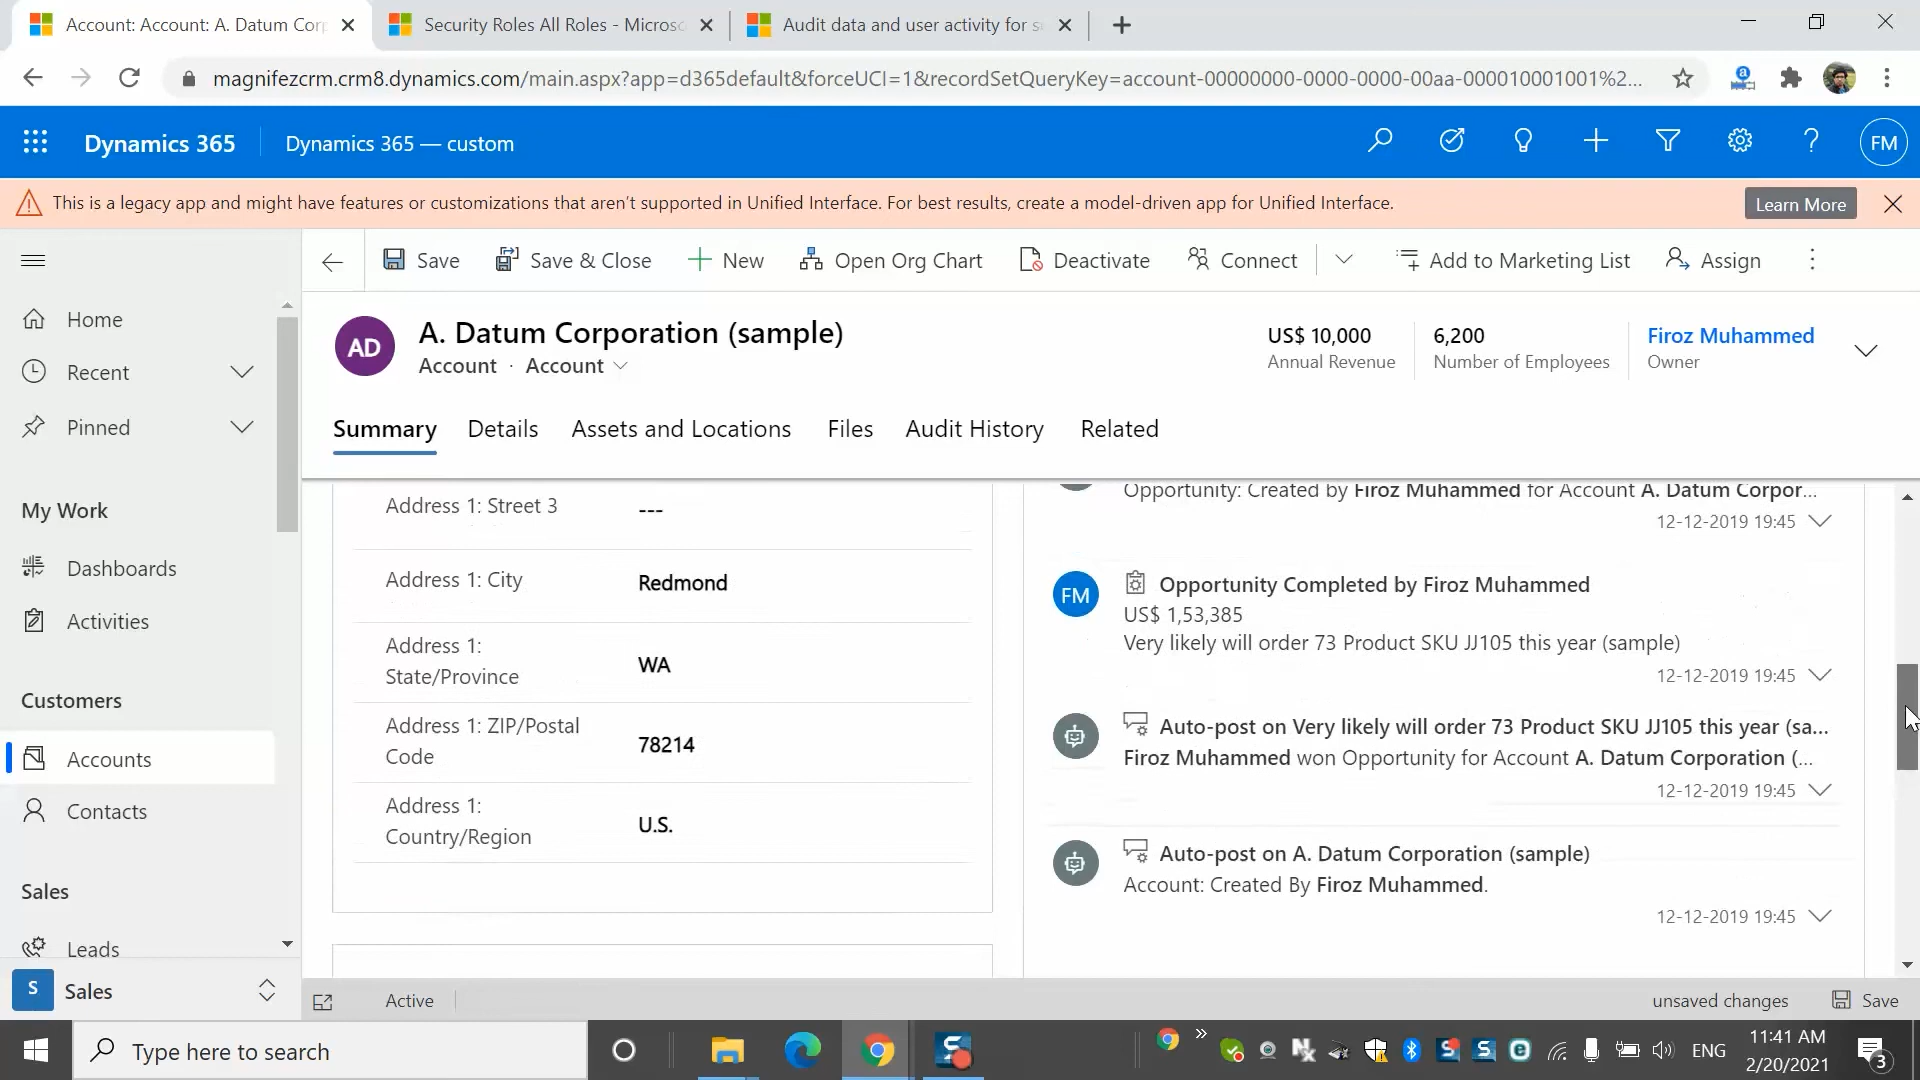 Account: Account: A. Datum Corp
Security Roles All Roles - Microso
Audit data and user activity for s
magnifezcrm.crm8.dynamics.com/main.aspx?app=d365default&forceUCI=1&recordSetQueryKey=account-00000000-0000-0000-00aa-000010001001%2...
Dynamics 365
Dynamics 365 — custom
FM
This is a legacy app and might have features or customizations that aren't supported in Unified Interface. For best results, create a model-driven app for Unified Interface.
Learn More
Save
Save & Close
New
Open Org Chart
Deactivate
Connect
Add to Marketing List
Assign
Home
Recent
Pinned
My Work
Dashboards
Activities
Customers
Accounts
Contacts
Sales
Leads
S
Sales
AD
A. Datum Corporation (sample)
Account · Account
US$ 10,000
Annual Revenue
6,200
Number of Employees
Firoz Muhammed
Owner
Summary
Details
Assets and Locations
Files
Audit History
Related
Address 1: Street 3
---
Address 1: City
Redmond
Address 1:
State/Province
WA
Address 1: ZIP/Postal
Code
78214
Address 1:
Country/Region
U.S.
Opportunity: Created by Firoz Muhammed for Account A. Datum Corpor...
12-12-2019 19:45
FM
Opportunity Completed by Firoz Muhammed
US$ 1,53,385
Very likely will order 73 Product SKU JJ105 this year (sample)
12-12-2019 19:45
Auto-post on Very likely will order 73 Product SKU JJ105 this year (sa...
Firoz Muhammed won Opportunity for Account A. Datum Corporation (...
12-12-2019 19:45
Auto-post on A. Datum Corporation (sample)
Account: Created By Firoz Muhammed.
12-12-2019 19:45
Active
unsaved changes
Save
Type here to search
ENG
11:41 AM
2/20/2021
3